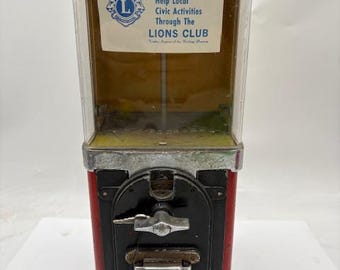 L
Help Local
Civic Activities
Through The
LIONS CLUB